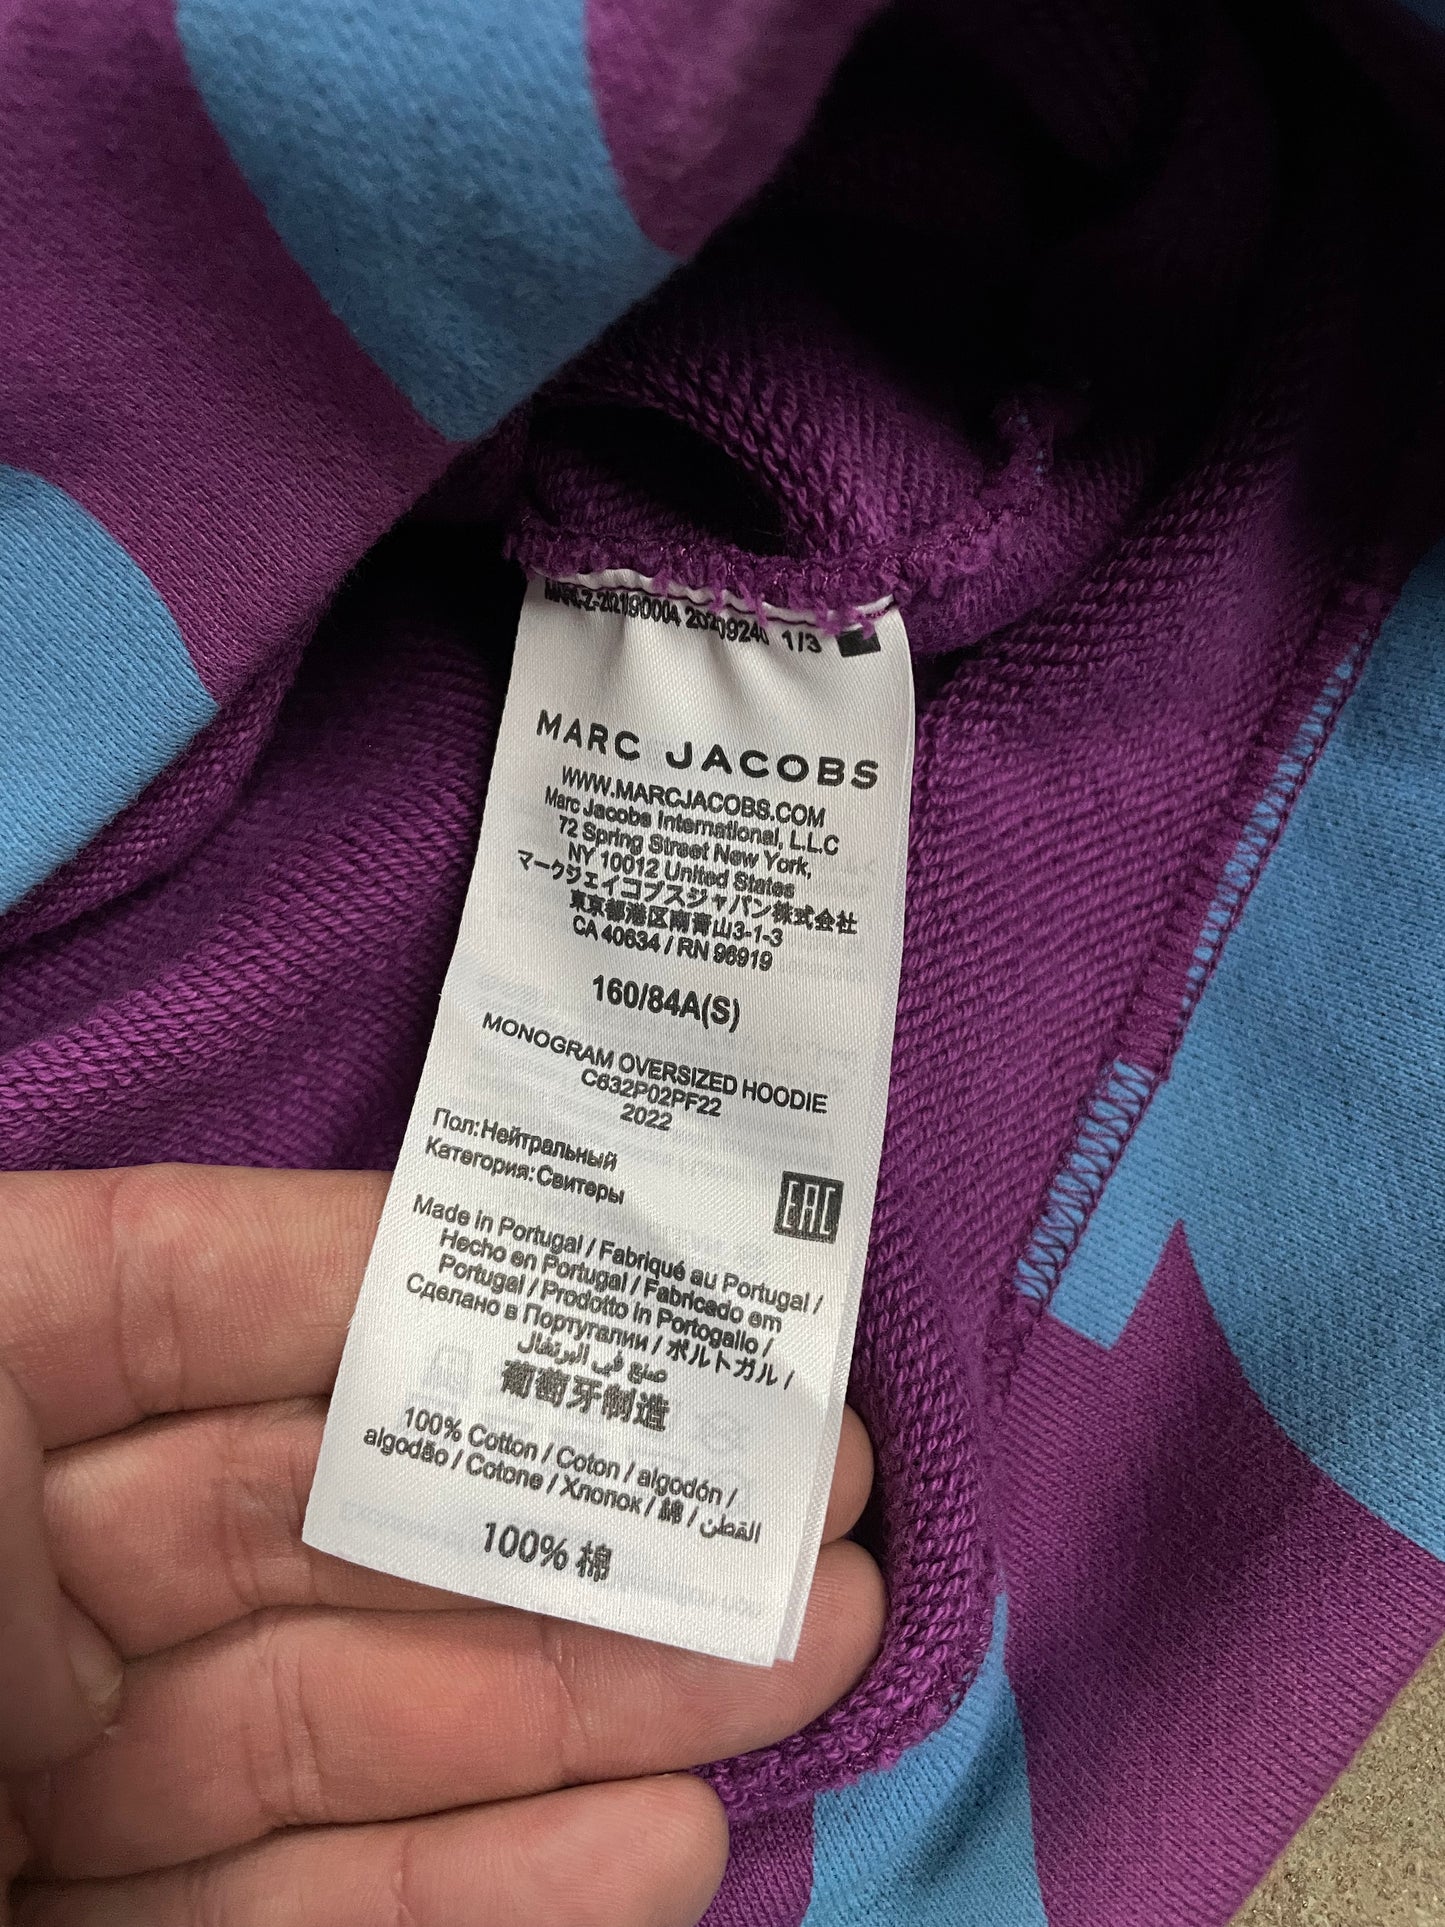 1/3
MARC JACOBS
WWW.MARCJACOBS.COM
Marc Jacobs International, L.L.C
72 Spring Street New York,
NY 10012 United States
マークジェイコブスジャパン株式会社
東京都港区南青山3-1-3
CA 40634 / RN 96919
160/84A(S)
MONOGRAM OVERSIZED HOODIE
C632P02PF22
2022
Пол:Нейтральный
Категория:Свитеры
EAC
Made in Portugal / Fabriqué au Portugal /
Hecho en Portugal / Fabricado em
Portugal / Prodotto in Portogallo /
Сделано в Португалии / ポルトガル /
صنع في البرتغال
葡萄牙制造
100% Cotton / Coton / algodón /
algodão / Cotone / Хлопок / 綿 / القطن
100% 棉